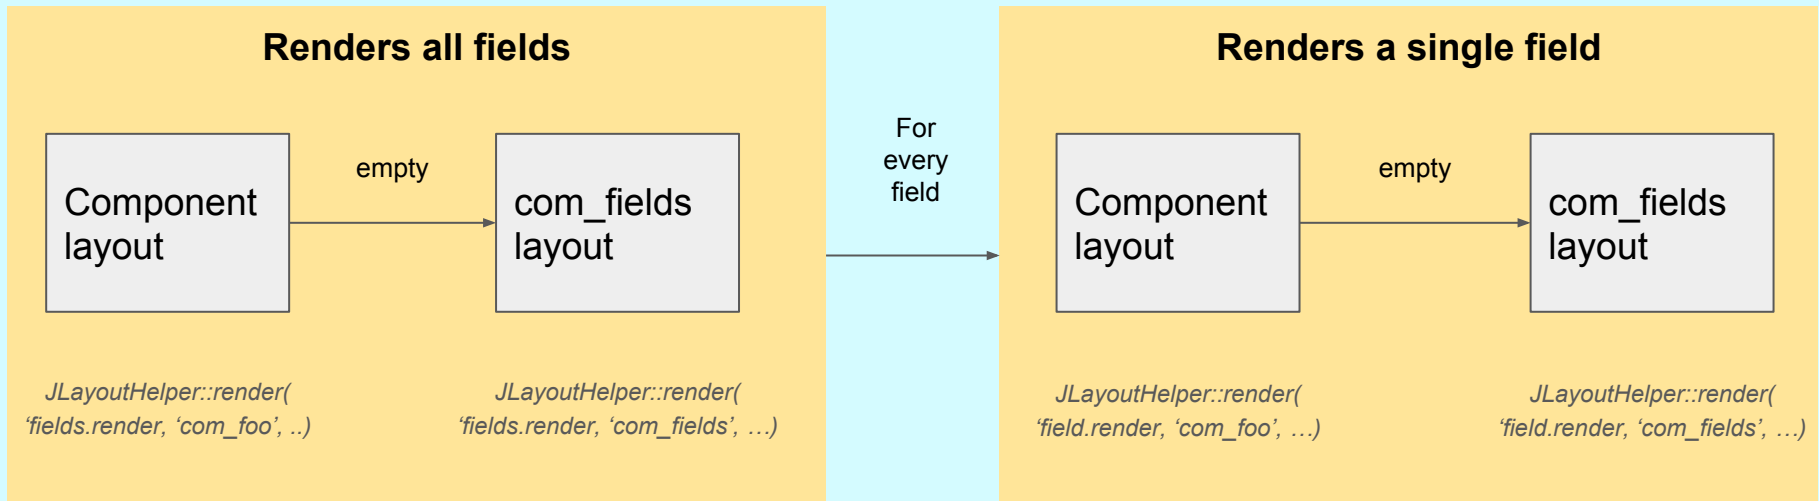 Renders all fields
Component
layout
empty
com_fields
layout
JLayoutHelper::render(
‘fields.render, ‘com_foo’, ..)
JLayoutHelper::render(
‘fields.render, ‘com_fields’, …)
For
every
field
Renders a single field
Component
layout
empty
com_fields
layout
JLayoutHelper::render(
‘field.render, ‘com_foo’, …)
JLayoutHelper::render(
‘field.render, ‘com_fields’, …)